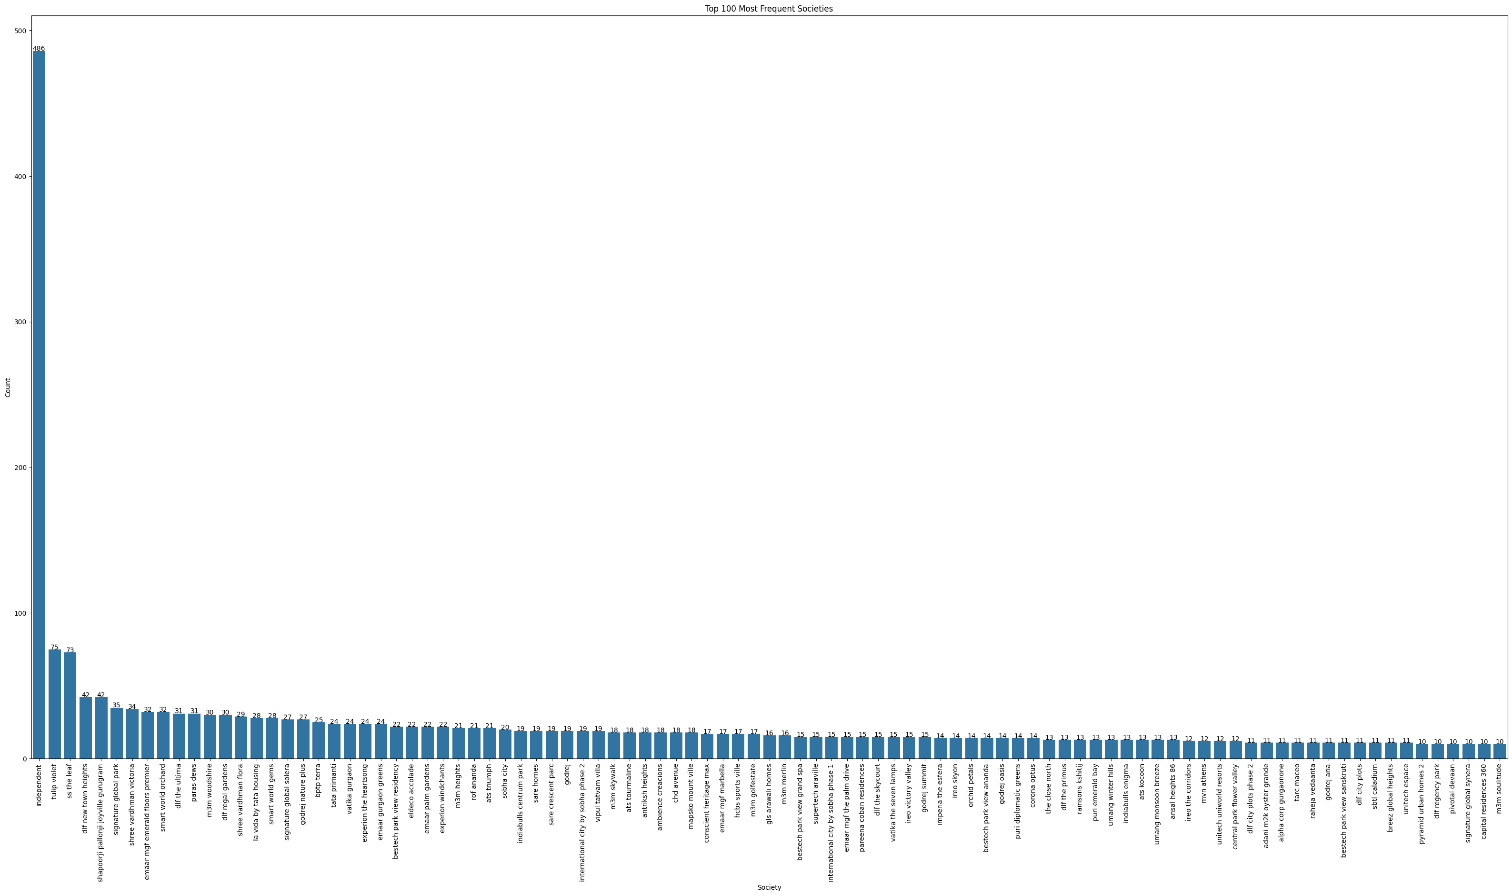 Top 100 Most Frequent Societies
500
400
300
200
100
0
Count
486
75
73
42
42
35
34
32
32
31
31
30
30
29
28
28
27
27
25
24
24
24
24
22
22
22
22
21
21
21
20
19
19
19
19
19
19
18
18
18
18
18
18
17
17
17
17
16
16
15
15
15
15
15
15
15
15
15
14
14
14
14
14
14
14
13
13
13
13
13
13
13
13
13
12
12
12
12
11
11
11
11
11
11
11
11
11
11
11
10
10
10
10
10
10
independent
tulip violet
ss the leaf
dlf new town heights
shapoorji pallonji joyville gurugram
signature global park
shree vardhman victoria
emaar mgf emerald floors premier
smart world orchard
dlf the ultima
paras dews
m3m woodshire
dlf regal gardens
shree vardhman flora
la vida by tata housing
smart world gems
signature global solera
godrej nature plus
bptp terra
tata primanti
vatika gurgaon
experion the heartsong
emaar gurgaon greens
bestech park view residency
eldeco accolade
emaar palm gardens
experion windchants
m3m heights
rof ananda
ats triumph
sobha city
indiabulls centrum park
sare homes
sare crescent parc
godrej
international city by sobha phase 2
vipul tatvam villa
m3m skywalk
ats tourmaline
antriksh heights
ambience creacions
chd avenue
mapsko mount ville
conscient heritage max
emaar mgf marbella
hcbs sports ville
m3m golfestate
gls arawali homes
m3m merlin
bestech park view grand spa
supertech araville
international city by sobha phase 1
emaar mgf the palm drive
pareena coban residences
dlf the skycourt
vatika the seven lamps
ireo victory valley
godrej summit
imperia the esfera
ireo skyon
orchid petals
bestech park view ananda
godrej oasis
puri diplomatic greens
corona optus
the close north
dlf the primus
ramsons kshitij
puri emerald bay
umang winter hills
indiabulls enigma
ats kocoon
umang monsoon breeze
ansal heights 86
ireo the corridors
mvn athens
unitech uniworld resorts
central park flower valley
dlf city plots phase 2
adani m2k oyster grande
alpha corp gurgaonone
tarc maceo
raheja vedaanta
godrej aria
bestech park view sanskruti
dlf city plots
sbtl caladium
breez global heights
unitech espace
pyramid urban homes 2
dlf regency park
pivotal devaan
signature global synera
capital residences 360
m3m soulitude
Society